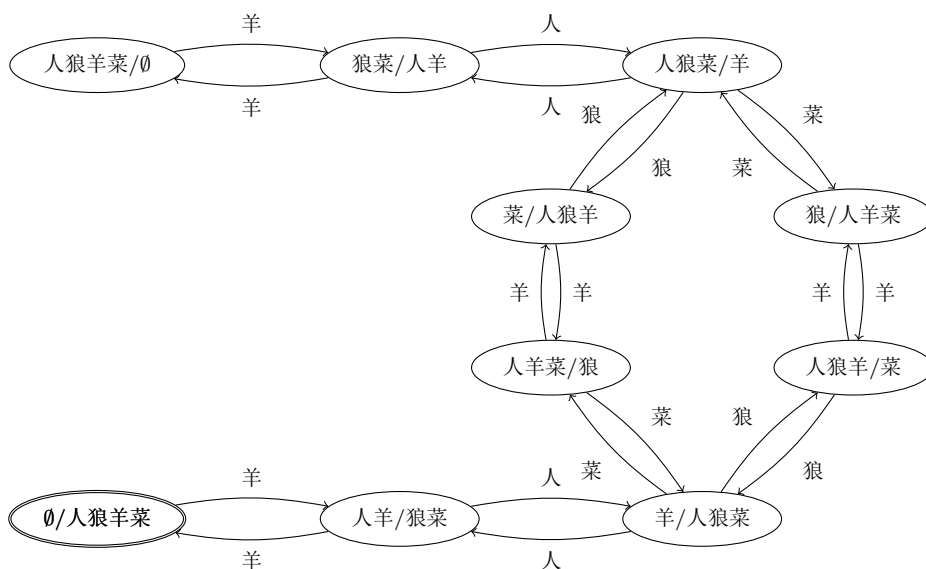 羊
人
人狼羊菜/∅
狼菜/人羊
人狼菜/羊
羊
人
狼
菜
狼
菜
菜/人狼羊
狼/人羊菜
羊
羊
羊
羊
人羊菜/狼
人狼羊/菜
菜
狼
菜
狼
羊
人
∅/人狼羊菜
人羊/狼菜
羊/人狼菜
羊
人